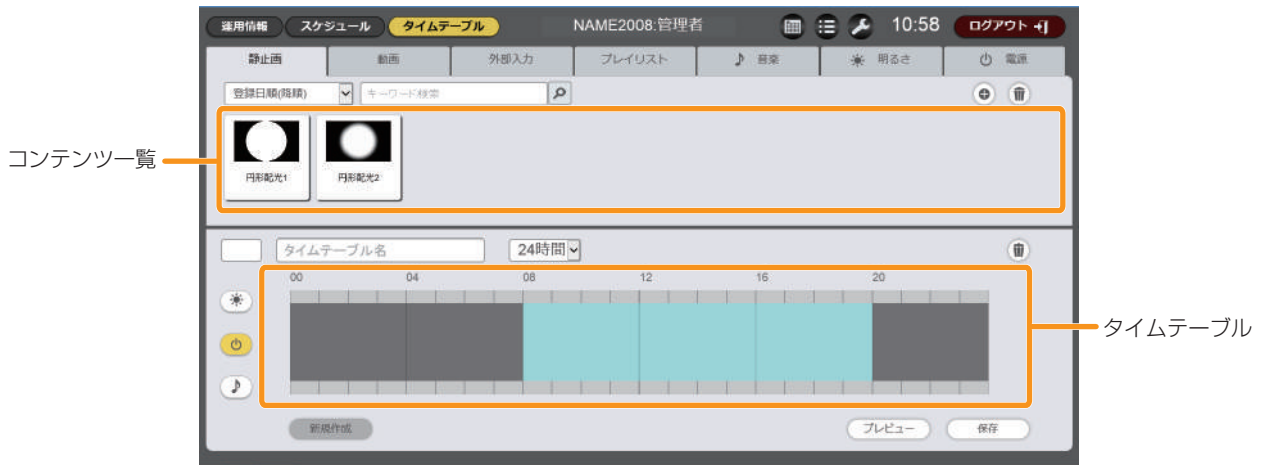 運用情報 スケジュール タイムテーブル NAME2008:管理者 10:58 ログアウト
静止画 動画 外部入力 プレイリスト 音楽 明るさ 電源
登録日順(降順) キーワード検索
コンテンツ一覧
円形配光1 円形配光2
タイムテーブル名 24時間
00 04 08 12 16 20
タイムテーブル
新規作成 プレビュー 保存